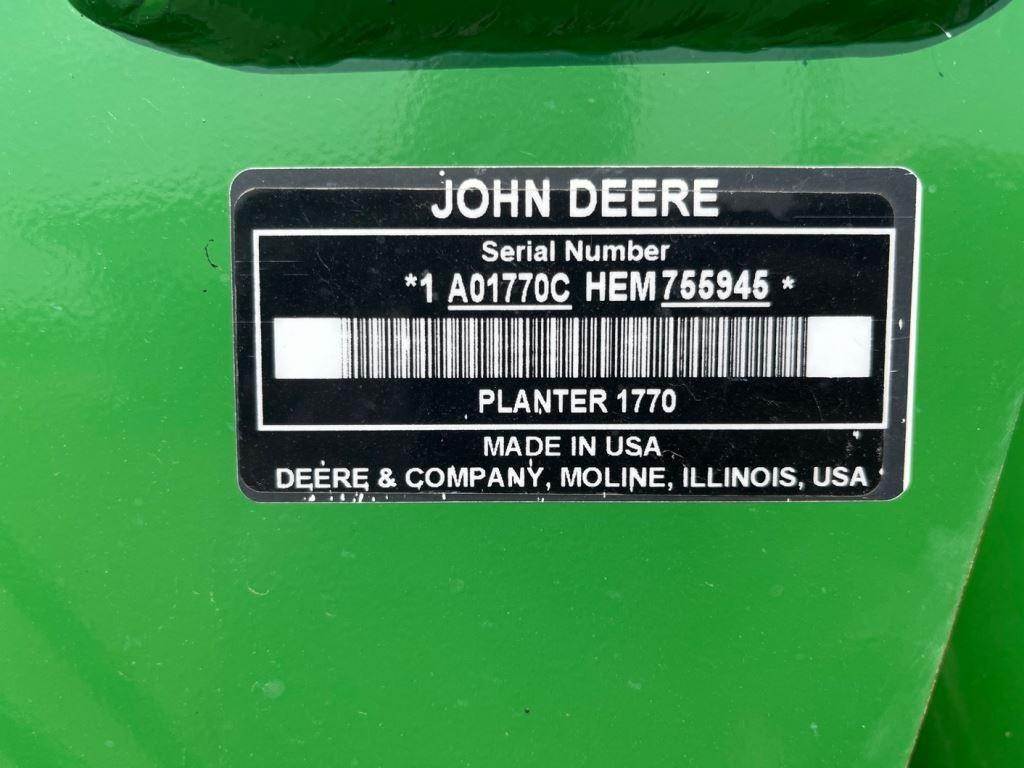 JOHN DEERE
Serial Number
*1 A01770C HEM755945 *
PLANTER 1770
MADE IN USA
DEERE & COMPANY, MOLINE, ILLINOIS, USA